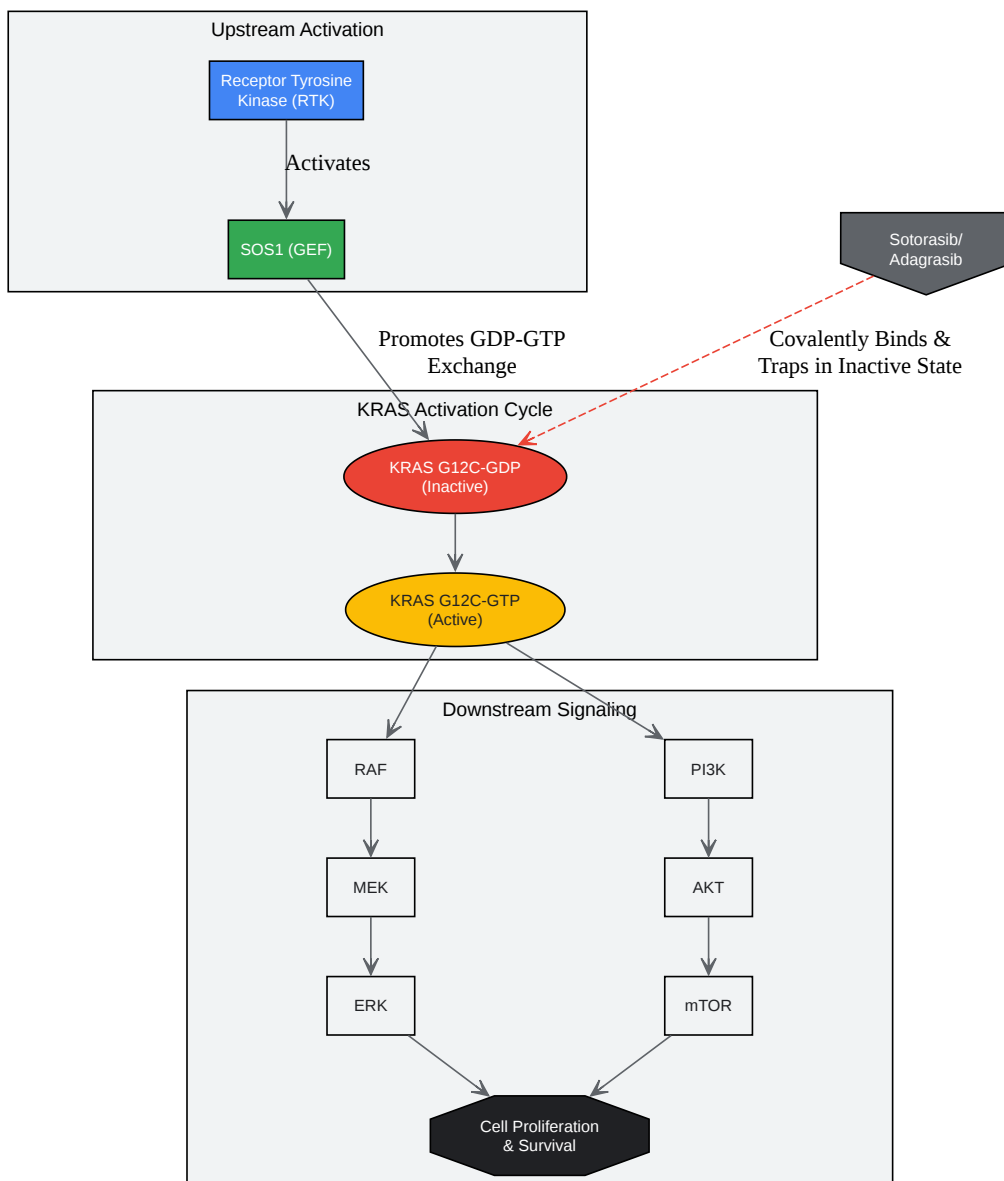 Upstream Activation
Receptor Tyrosine
Kinase (RTK)
Activates
SOS1 (GEF)
Sotorasib/
Adagrasib
Promotes GDP-GTP
Exchange
Covalently Binds &
Traps in Inactive State
KRAS Activation Cycle
KRAS G12C-GDP
(Inactive)
KRAS G12C-GTP
(Active)
Downstream Signaling
RAF
PI3K
MEK
AKT
ERK
mTOR
Cell Proliferation
& Survival